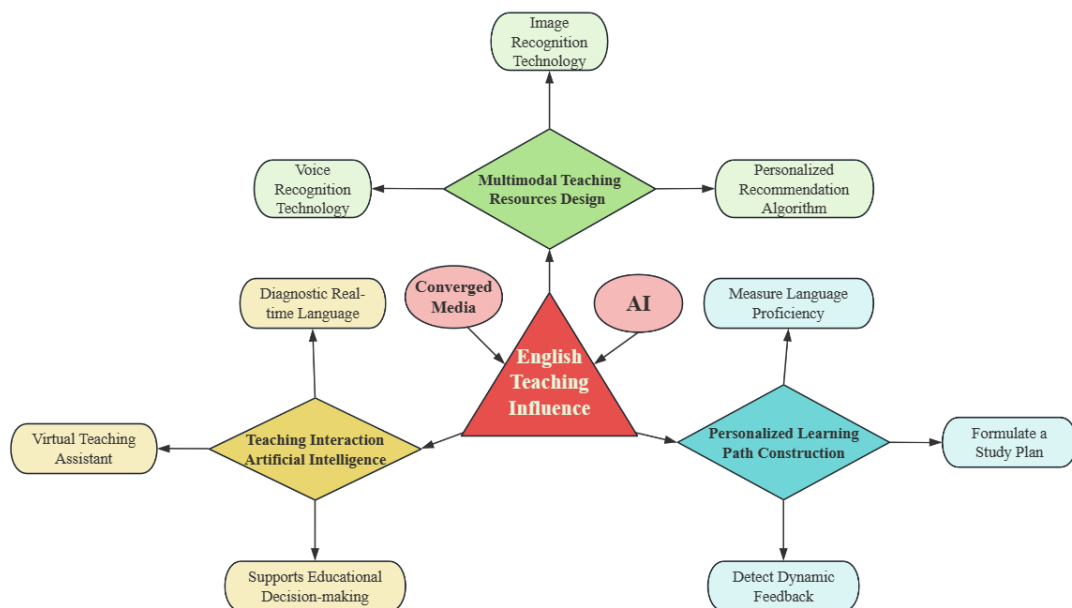 Image
Recognition
Technology
Voice
Recognition
Technology
Multimodal Teaching
Resources Design
Personalized
Recommendation
Algorithm
Diagnostic Real-
time Language
Converged
Media
AI
Measure Language
Proficiency
English
Teaching
Influence
Virtual Teaching
Assistant
Teaching Interaction
Artificial Intelligence
Personalized Learning
Path Construction
Formulate a
Study Plan
Supports Educational
Decision-making
Detect Dynamic
Feedback